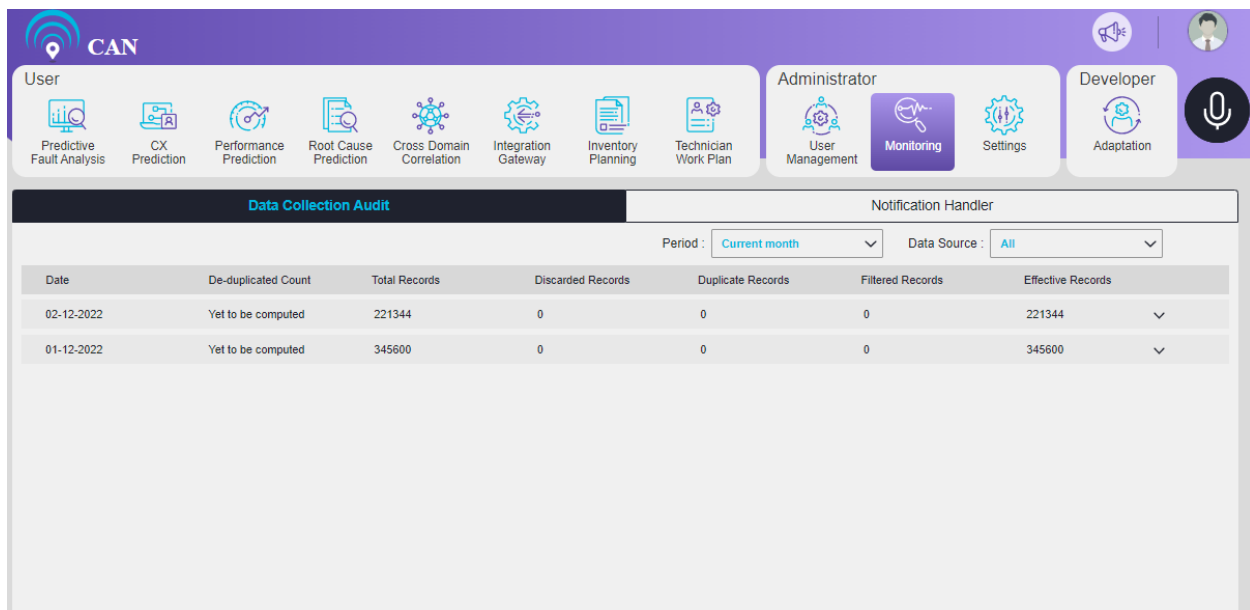 CAN
User
Predictive
Fault Analysis
CX
Prediction
Performance
Prediction
Root Cause
Prediction
Cross Domain
Correlation
Integration
Gateway
Inventory
Planning
Technician
Work Plan
Administrator
User
Management
Monitoring
Settings
Developer
Adaptation
Data Collection Audit
Notification Handler
Period : Current month Data Source : All
Date De-duplicated Count Total Records Discarded Records Duplicate Records Filtered Records Effective Records
02-12-2022 Yet to be computed 221344 0 0 0 221344
01-12-2022 Yet to be computed 345600 0 0 0 345600